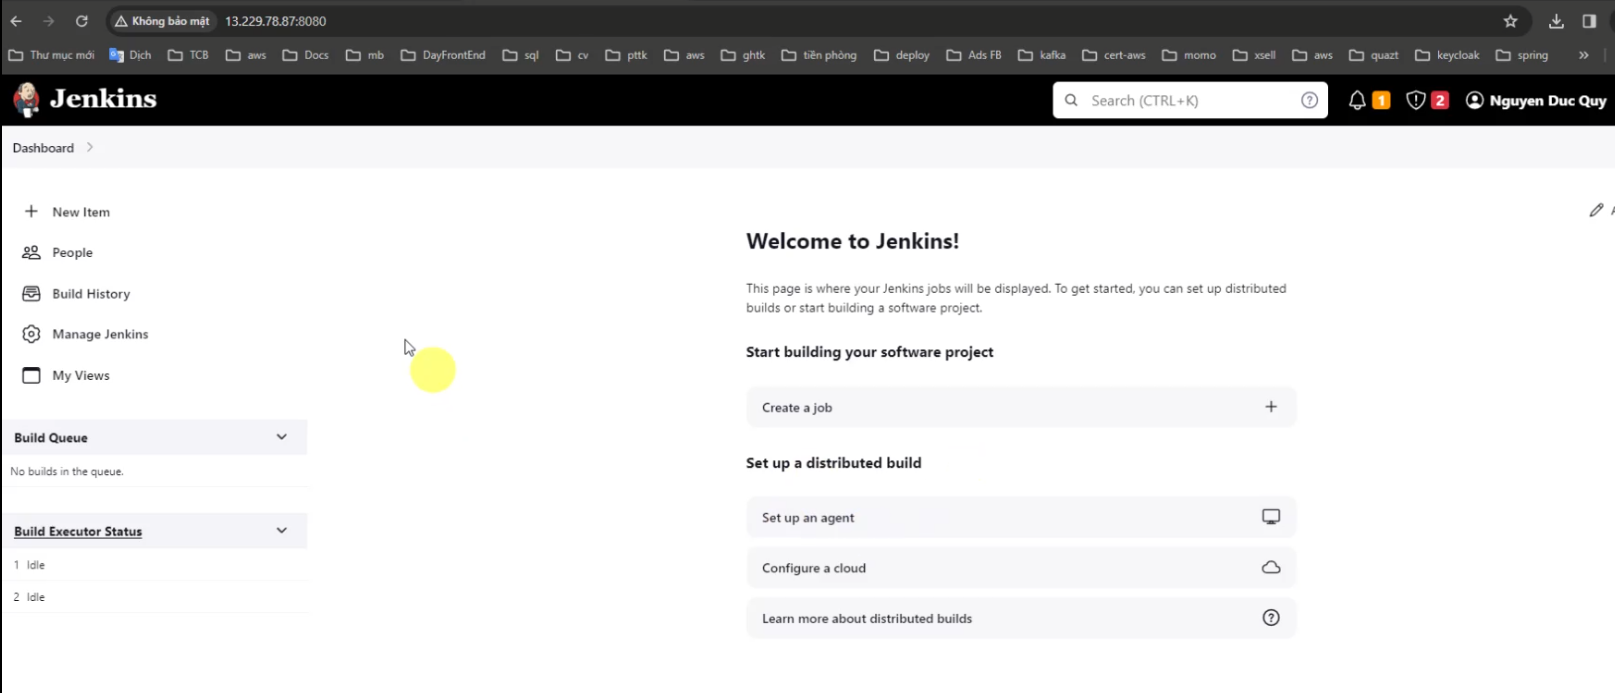 Không bảo mật 13.229.78.87:8080
Thư mục mới Dịch TCB aws Docs mb DayFrontEnd sql cv pttk aws ghtk tiền phòng deploy Ads FB kafka cert-aws momo xsell aws quazt keycloak spring »
Jenkins Search (CTRL+K) 1 2 Nguyen Duc Quy
Dashboard
New Item
People
Build History
Manage Jenkins
My Views
Build Queue
No builds in the queue.
Build Executor Status
1 Idle
2 Idle
Welcome to Jenkins!
This page is where your Jenkins jobs will be displayed. To get started, you can set up distributed
builds or start building a software project.
Start building your software project
Create a job
Set up a distributed build
Set up an agent
Configure a cloud
Learn more about distributed builds